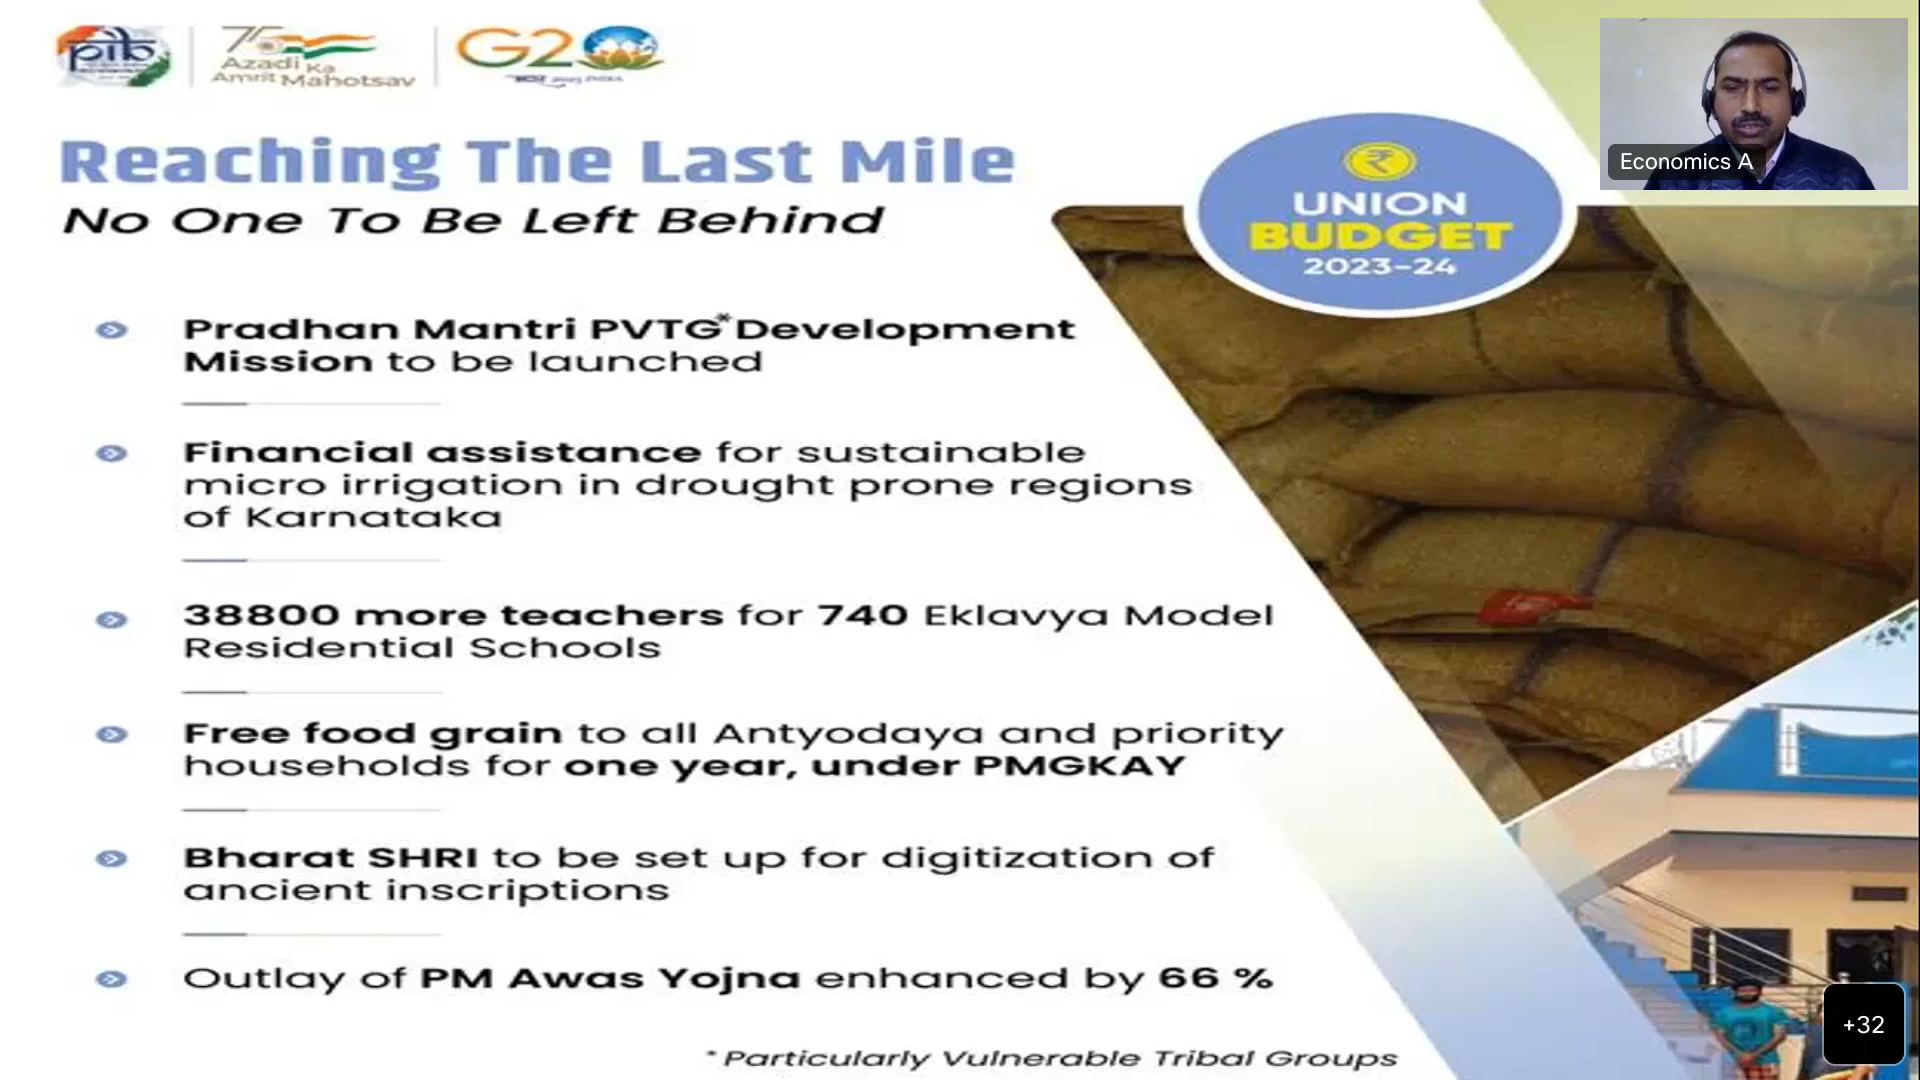 pib
75
Azadi Ka
Amrit Mahotsav
G20
Economics A
Reaching The Last Mile
No One To Be Left Behind
₹
UNION
BUDGET
2023-24
Pradhan Mantri PVTG* Development
Mission to be launched
Financial assistance for sustainable
micro irrigation in drought prone regions
of Karnataka
38800 more teachers for 740 Eklavya Model
Residential Schools
Free food grain to all Antyodaya and priority
households for one year, under PMGKAY
Bharat SHRI to be set up for digitization of
ancient inscriptions
Outlay of PM Awas Yojna enhanced by 66 %
+32
*Particularly Vulnerable Tribal Groups